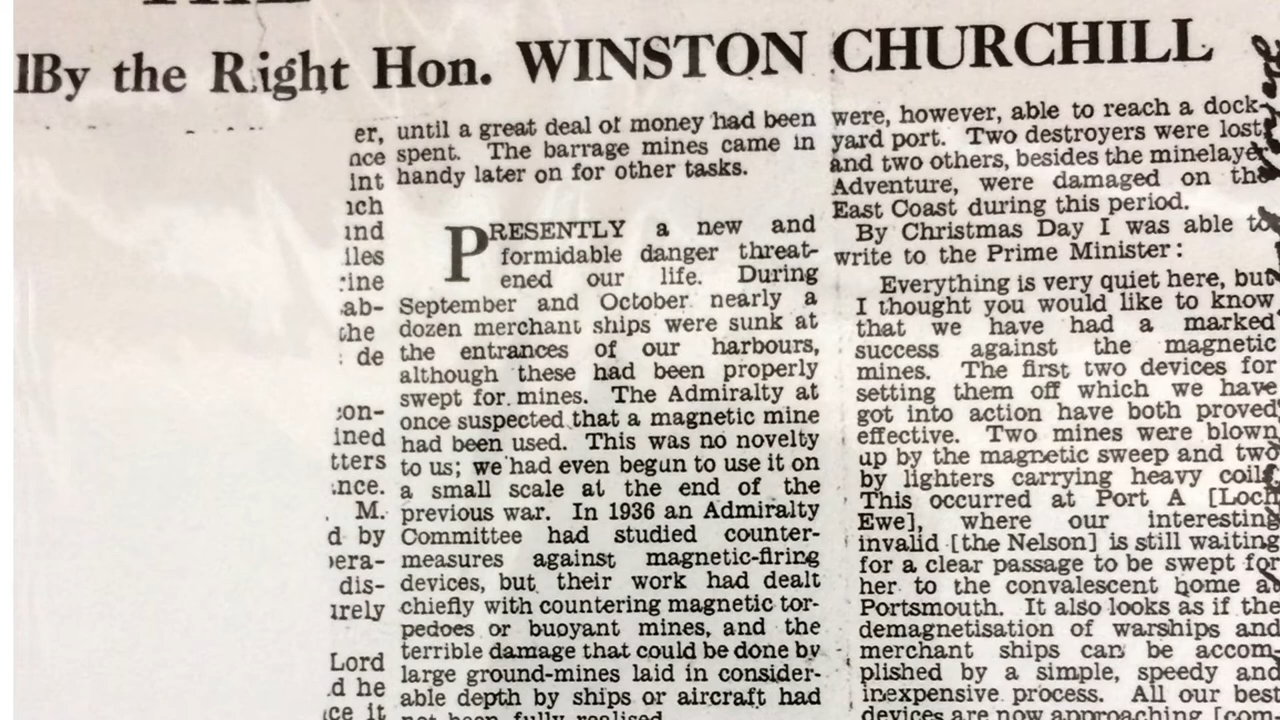 By the Right Hon. WINSTON CHURCHILL
er,
nce
int
ich
ind
iles
rine
ab-
the
de
con-
ined
tters
nce.
M.
d by
pera-
dis-
urely
Lord
d he
ce it
until a great deal of money had been
spent. The barrage mines came in
handy later on for other tasks.
PRESENTLY a new and
formidable danger threat-
ened our life. During
September and October nearly a
dozen merchant ships were sunk at
the entrances of our harbours,
although these had been properly
swept for mines. The Admiralty at
once suspected that a magnetic mine
had been used. This was no novelty
to us; we had even begun to use it on
a small scale at the end of the
previous war. In 1936 an Admiralty
Committee had studied counter-
measures against magnetic-firing
devices, but their work had dealt
chiefly with countering magnetic tor-
pedoes or buoyant mines, and the
terrible damage that could be done by
large ground-mines laid in consider-
able depth by ships or aircraft had
not been fully realised.
were, however, able to reach a dock-
yard port. Two destroyers were lost
and two others, besides the minelayer
Adventure, were damaged on the
East Coast during this period.
By Christmas Day I was able to
write to the Prime Minister:
Everything is very quiet here, but
I thought you would like to know
that we have had a marked
success against the magnetic
mines. The first two devices for
setting them off which we have
got into action have both proved
effective. Two mines were blown
up by the magnetic sweep and two
by lighters carrying heavy coils.
This occurred at Port A [Loch
Ewe], where our interesting
invalid [the Nelson] is still waiting
for a clear passage to be swept for
her to the convalescent home at
Portsmouth. It also looks as if the
demagnetisation of warships and
merchant ships can be accom-
plished by a simple, speedy and
inexpensive process. All our best
devices are now approaching [com-